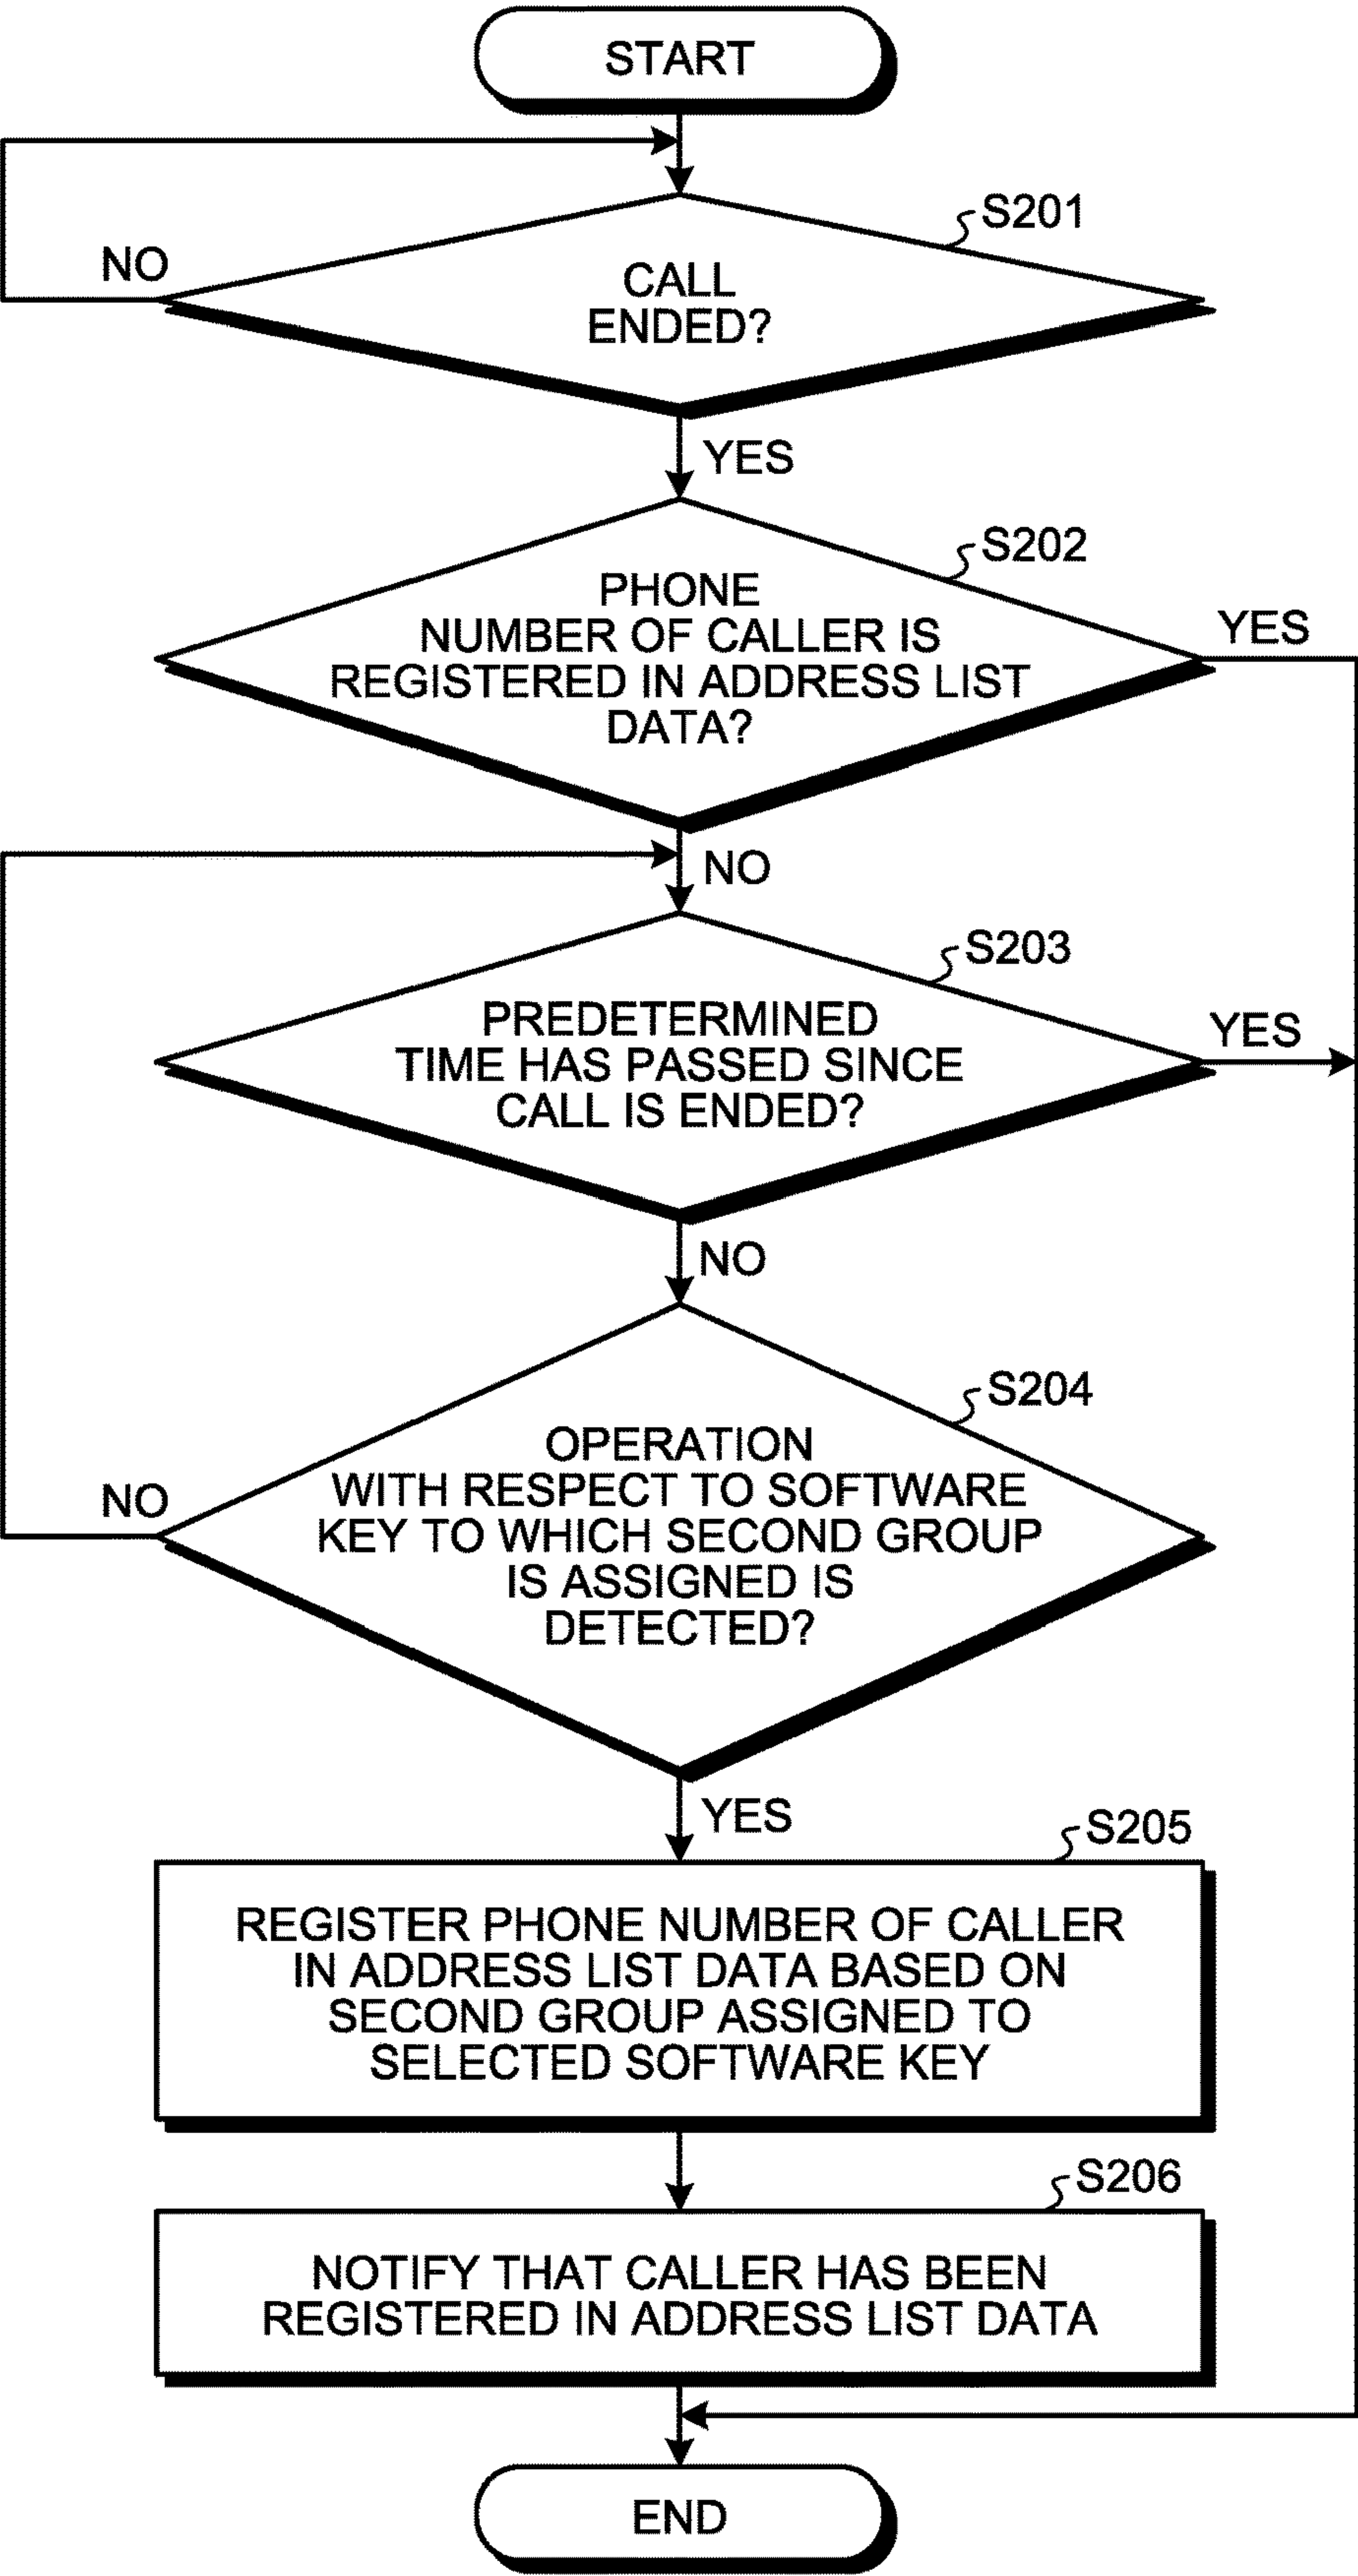 START
S201
NO
CALL
ENDED?
YES
S202
PHONE
NUMBER OF CALLER IS
REGISTERED IN ADDRESS LIST
DATA?
YES
NO
S203
PREDETERMINED
TIME HAS PASSED SINCE
CALL IS ENDED?
YES
NO
S204
OPERATION
WITH RESPECT TO SOFTWARE
KEY TO WHICH SECOND GROUP
IS ASSIGNED IS
DETECTED?
NO
YES
S205
REGISTER PHONE NUMBER OF CALLER
IN ADDRESS LIST DATA BASED ON
SECOND GROUP ASSIGNED TO
SELECTED SOFTWARE KEY
S206
NOTIFY THAT CALLER HAS BEEN
REGISTERED IN ADDRESS LIST DATA
END